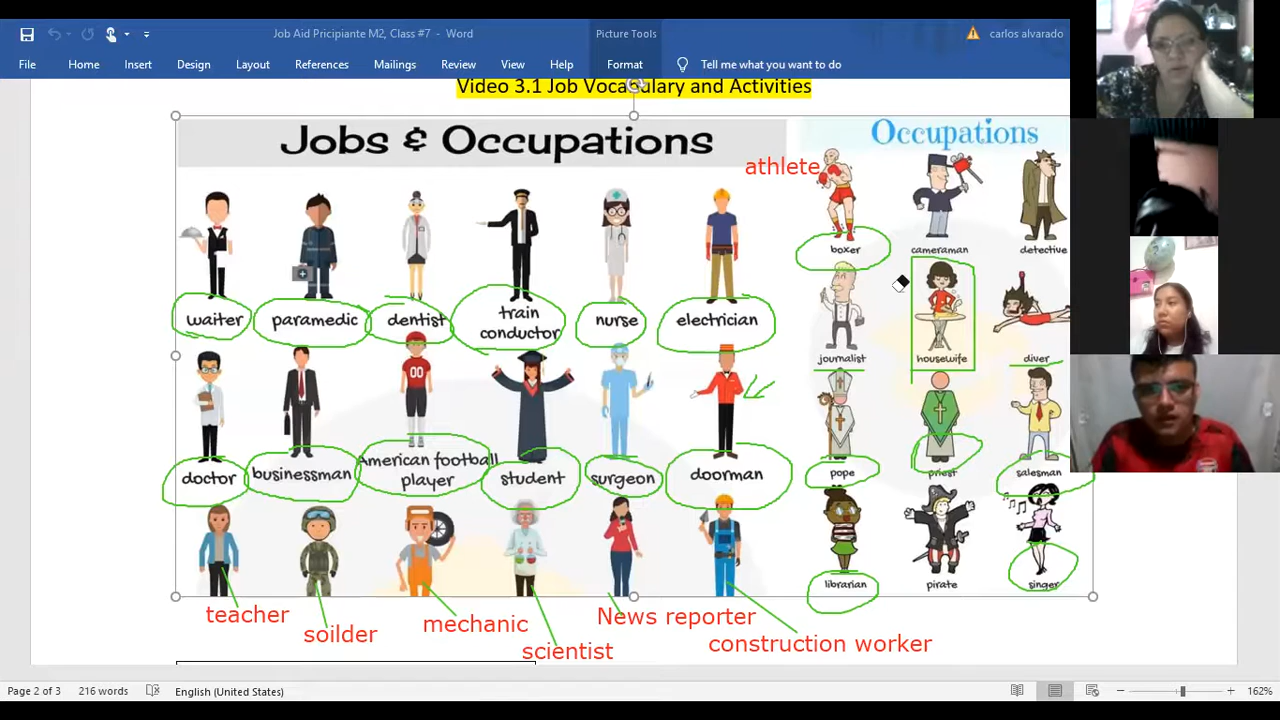 Job Aid Pricipiante M2, Class #7 - Word
Picture Tools
carlos alvarado
File Home Insert Design Layout References Mailings Review View Help Format Tell me what you want to do
Video 3.1 Job Vocabulary and Activities
Jobs & Occupations
Occupations
athlete
boxer cameraman detective
waiter paramedic dentist train conductor nurse electrician
journalist housewife diver
doctor businessman American football player student surgeon doorman
pope priest salesman
librarian pirate singer
teacher
soilder
mechanic
scientist
News reporter
construction worker
Page 2 of 3 216 words English (United States) 162%